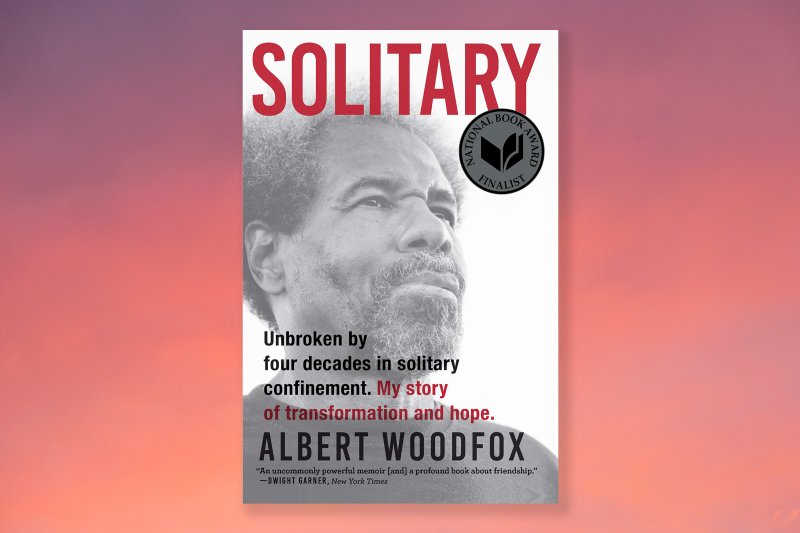 SOLITARY
NATIONAL BOOK AWARD
FINALIST
Unbroken by
four decades in solitary
confinement. My story
of transformation and hope.
ALBERT WOODFOX
“An uncommonly powerful memoir [and] a profound book about friendship.”
—DWIGHT GARNER, New York Times